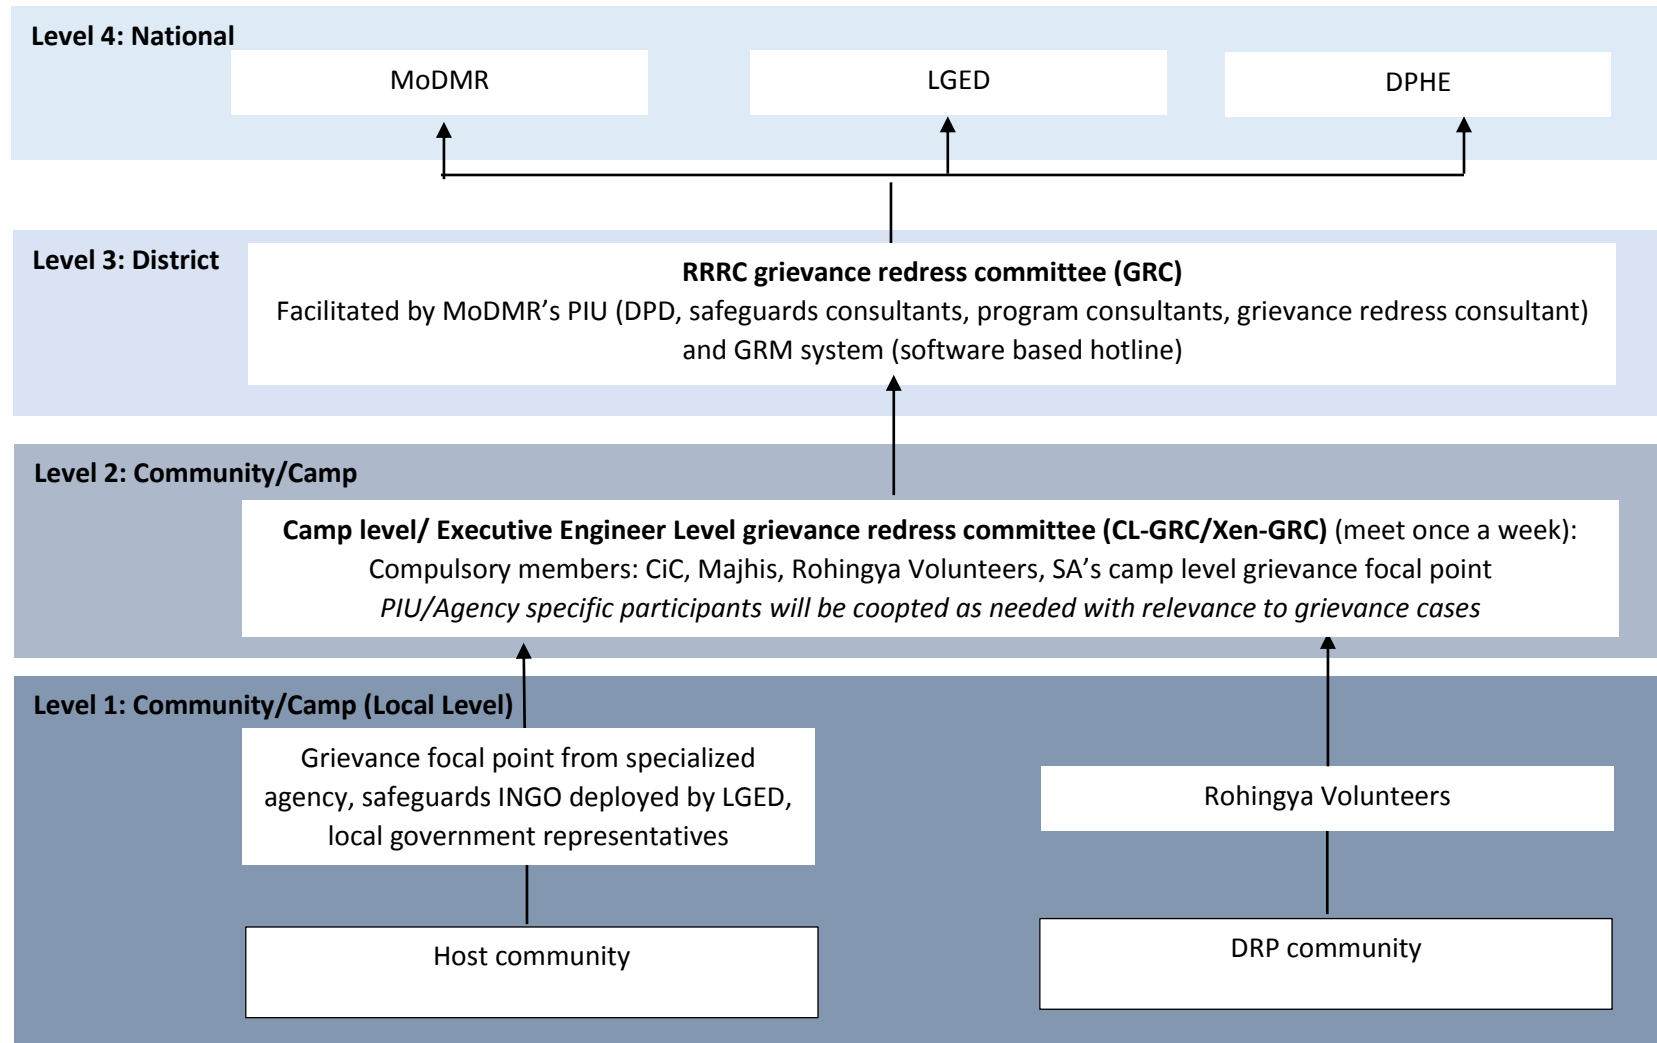 Level 4: National
MoDMR
LGED
DPHE
Level 3: District
RRRC grievance redress committee (GRC)
Facilitated by MoDMR’s PIU (DPD, safeguards consultants, program consultants, grievance redress consultant)
and GRM system (software based hotline)
Level 2: Community/Camp
Camp level/ Executive Engineer Level grievance redress committee (CL-GRC/Xen-GRC) (meet once a week):
Compulsory members: CiC, Majhis, Rohingya Volunteers, SA’s camp level grievance focal point
PIU/Agency specific participants will be coopted as needed with relevance to grievance cases
Level 1: Community/Camp (Local Level)
Grievance focal point from specialized
agency, safeguards INGO deployed by LGED,
local government representatives
Rohingya Volunteers
Host community
DRP community